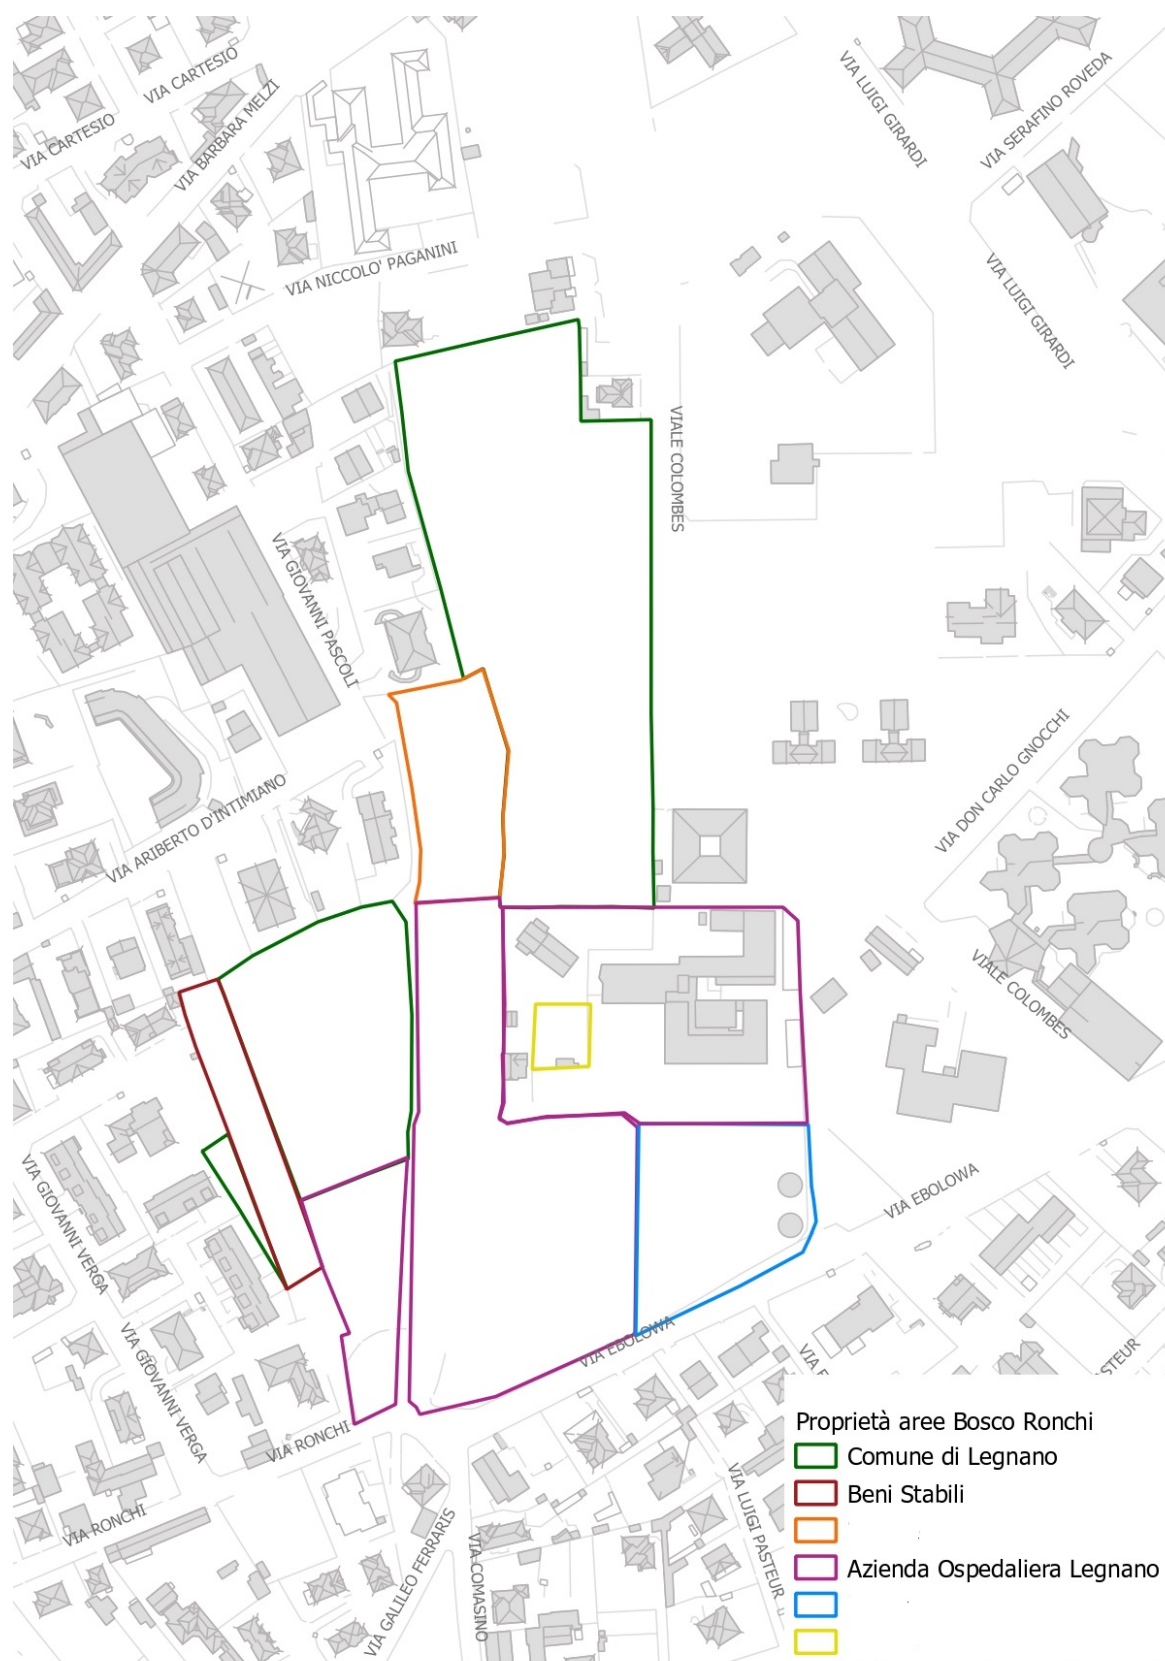 VIA CARTESIO
VIA CARTESIO
VIA BARBARA MELZI
VIA LUIGI GIRARDI
VIA SERAFINO ROVEDA
VIA NICCOLO' PAGANINI
VIA LUIGI GIRARDI
VIALE COLOMBES
VIA GIOVANNI PASCOLI
VIA ARIBERTO D'INTIMIANO
VIA DON CARLO GNOCCHI
VIALE COLOMBES
VIA GIOVANNI VERGA
VIA EBOLOWA
VIA EBOLOWA
VIA GIOVANNI VERGA
VIA RONCHI
PASTEUR
VIA RONCHI
VIA GALILEO FERRARIS
VIA COMASINO
VIA LUIGI PASTEUR
Proprietà aree Bosco Ronchi
Comune di Legnano
Beni Stabili
Azienda Ospedaliera Legnano